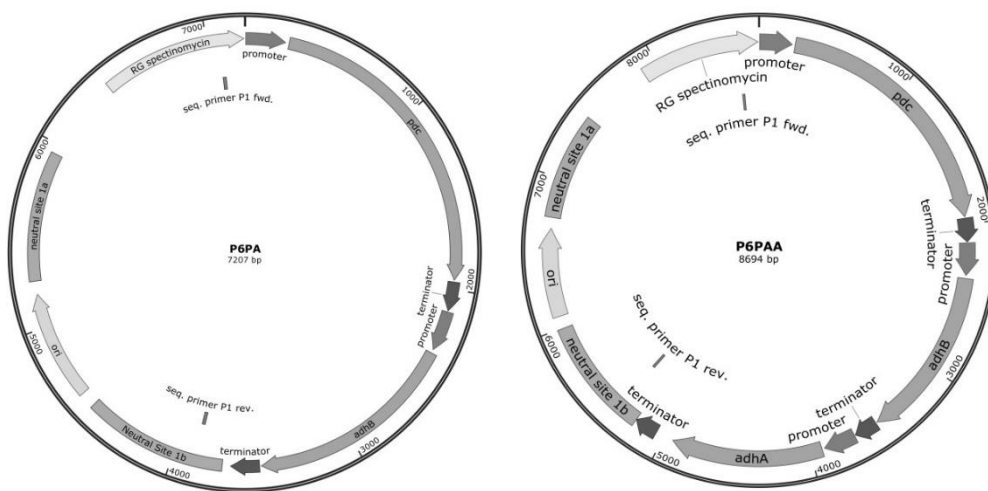 7000
RG spectinomycin
promoter
seq. primer P1 fwd.
1000
pdc
6000
neutral site 1a
P6PA
7207 bp
2000
terminator
promoter
5000
ori
seq. primer P1 rev.
adhB
3000
Neutral Site 1b
terminator
4000
8000
promoter
RG spectinomycin
seq. primer P1 fwd.
1000
pdc
neutral site 1a
7000
2000
terminator
promoter
P6PAA
8694 bp
ori
6000
seq. primer P1 rev.
adhB
3000
neutral site 1b
terminator
terminator
promoter
adhA
5000
4000